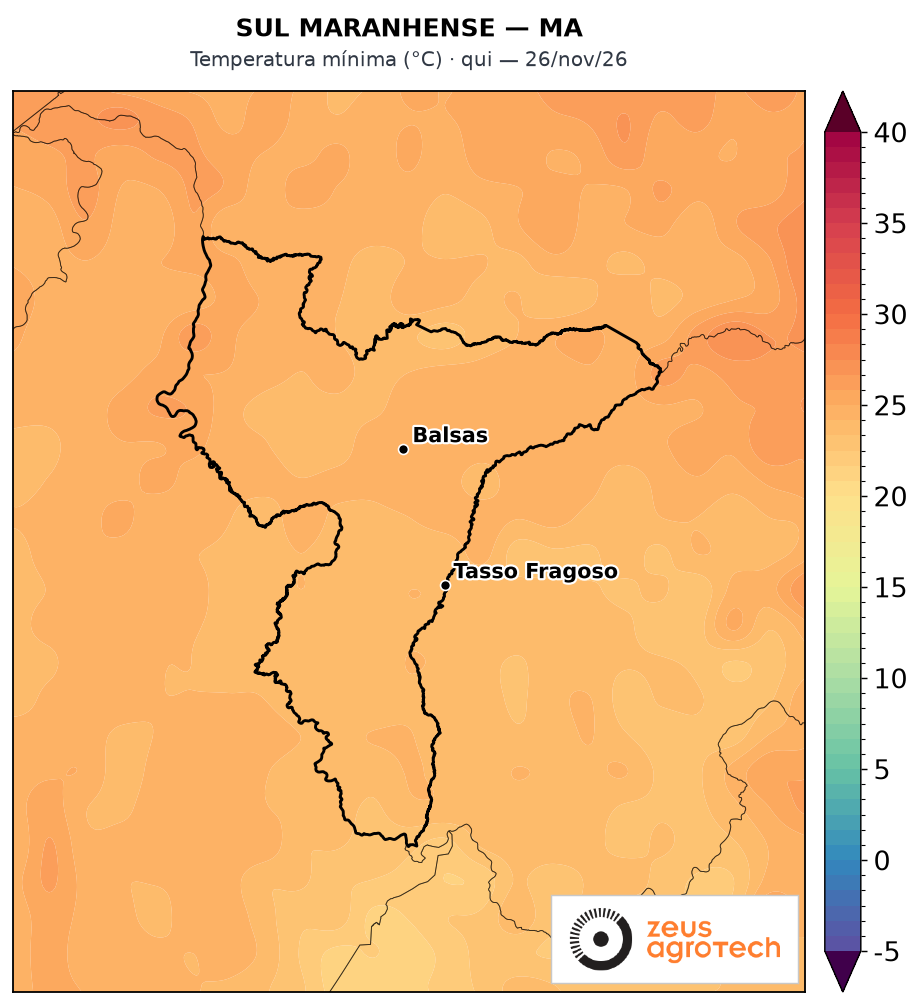 SUL MARANHENSE — MA
Temperatura mínima (°C) · qui — 26/nov/26
40
35
30
25
20
15
10
5
0
-5
Balsas
Tasso Fragoso
zeus
agrotech